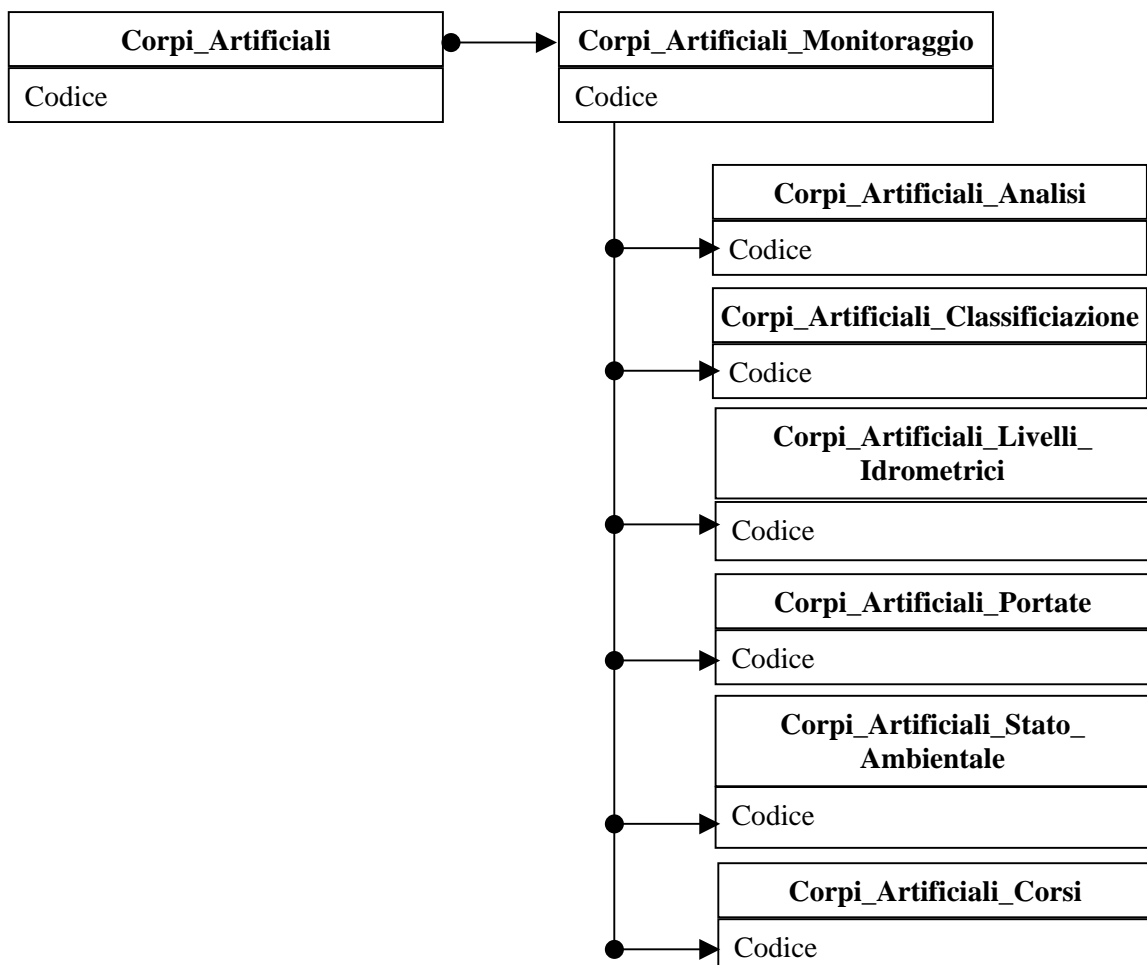 Corpi_Artificiali
Codice
Corpi_Artificiali_Monitoraggio
Codice
Corpi_Artificiali_Analisi
Codice
Corpi_Artificiali_Classificiazione
Codice
Corpi_Artificiali_Livelli_
Idrometrici
Codice
Corpi_Artificiali_Portate
Codice
Corpi_Artificiali_Stato_
Ambientale
Codice
Corpi_Artificiali_Corsi
Codice